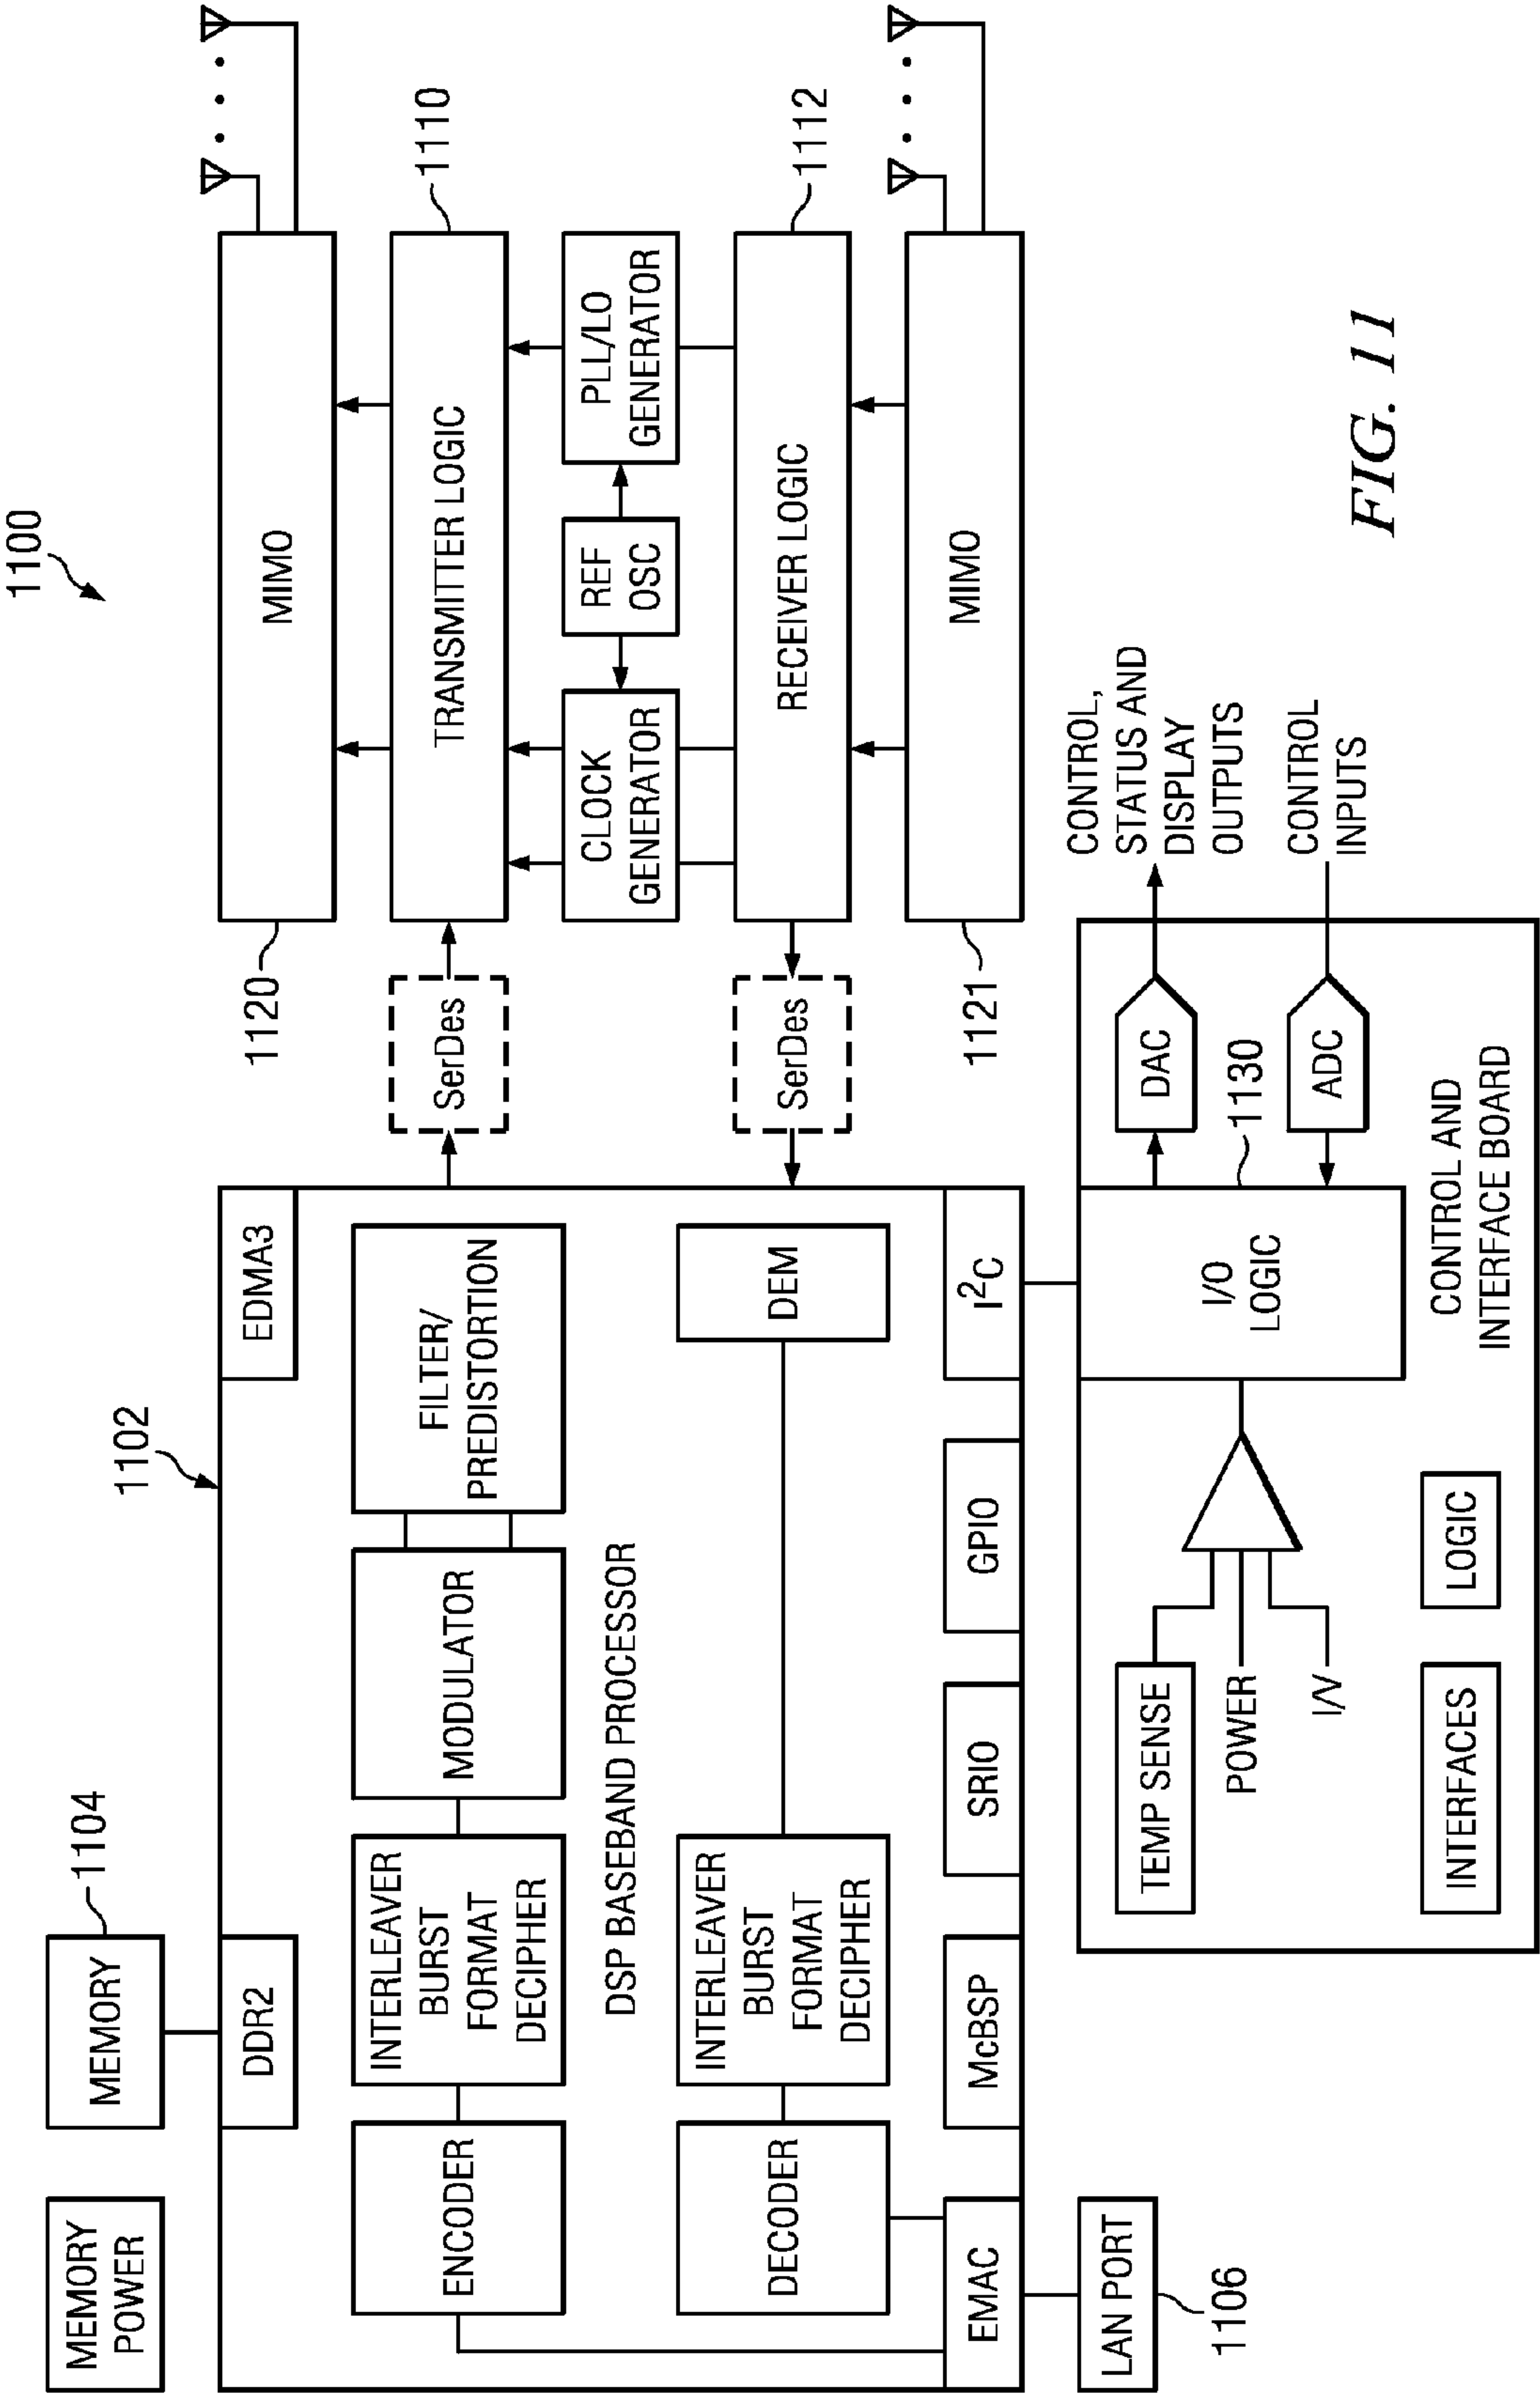 1100
MEMORY
POWER
MEMORY
1104
1102
DDR2
EDMA3
ENCODER
INTERLEAVER
BURST
FORMAT
DECIPHER
MODULATOR
FILTER/
PREDISTORTION
DSP BASEBAND PROCESSOR
DECODER
INTERLEAVER
BURST
FORMAT
DECIPHER
DEM
EMAC
McBSP
SRIO
GPIO
I²C
LAN PORT
1106
SerDes
SerDes
1120
MIMO
TRANSMITTER LOGIC
1110
CLOCK
GENERATOR
REF
OSC
PLL/LO
GENERATOR
RECEIVER LOGIC
1112
MIMO
1121
TEMP SENSE
POWER
I/V
I/O
LOGIC
1130
DAC
ADC
CONTROL,
STATUS AND
DISPLAY
OUTPUTS
CONTROL
INPUTS
INTERFACES
LOGIC
CONTROL AND
INTERFACE BOARD
FIG. 11